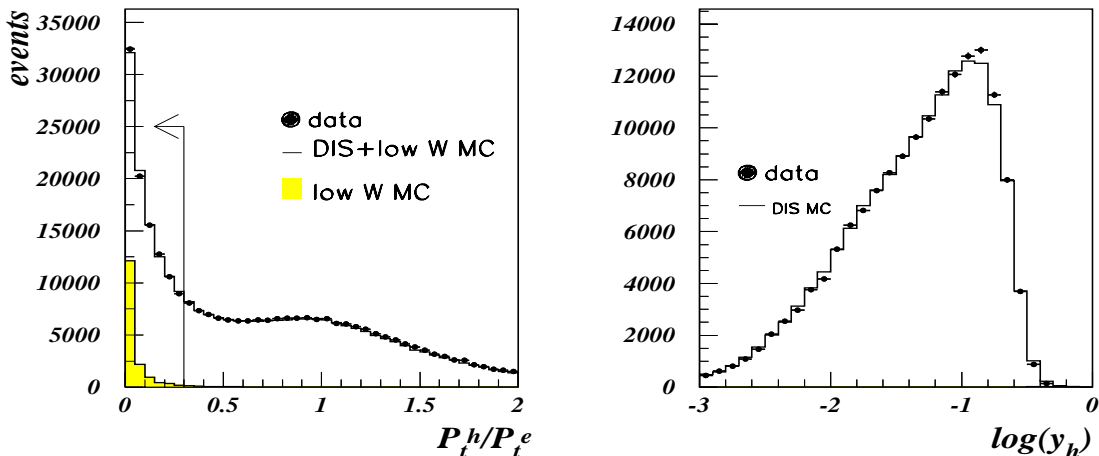 events
35000
30000
25000
20000
15000
10000
5000
0
0 0.5 1 1.5 2
P_t^h/P_t^e
data
DIS+low W MC
low W MC
14000
12000
10000
8000
6000
4000
2000
0
-3 -2 -1 0
log(y_h)
data
DIS MC